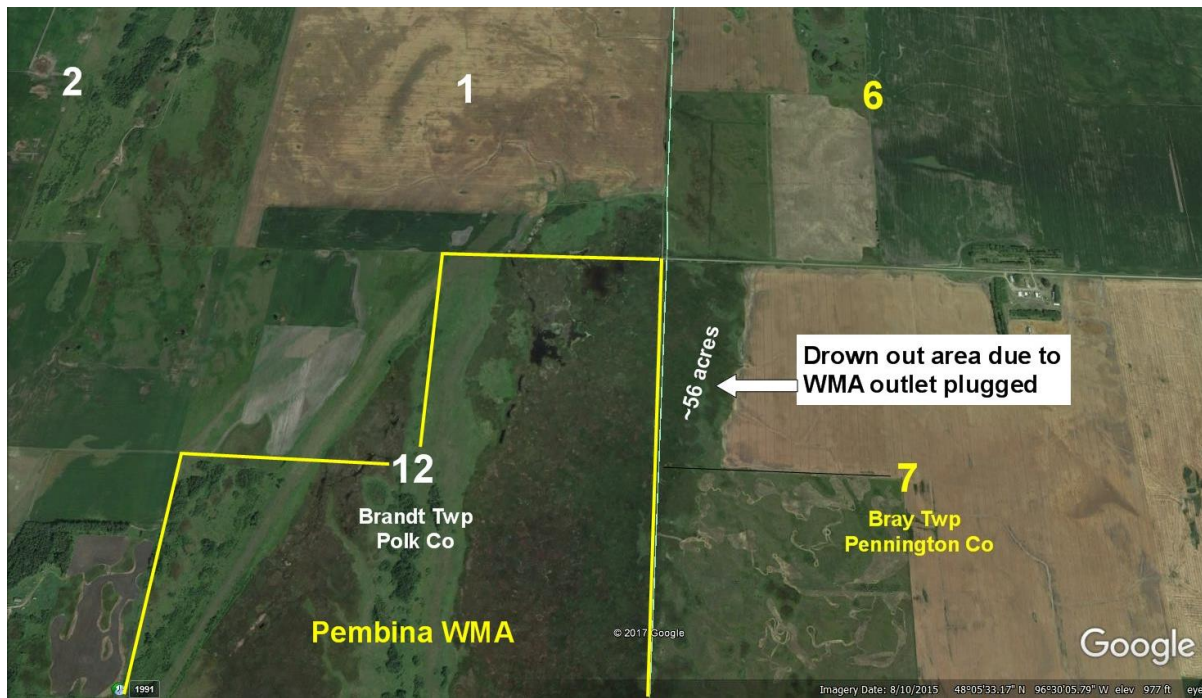 2
1
6
~56 acres
Drown out area due to
WMA outlet plugged
12
Brandt Twp
Polk Co
7
Bray Twp
Pennington Co
Pembina WMA
© 2017 Google
Google
1991
Imagery Date: 8/10/2015 48°05'33.17" N 96°30'05.79" W elev 977 ft eye